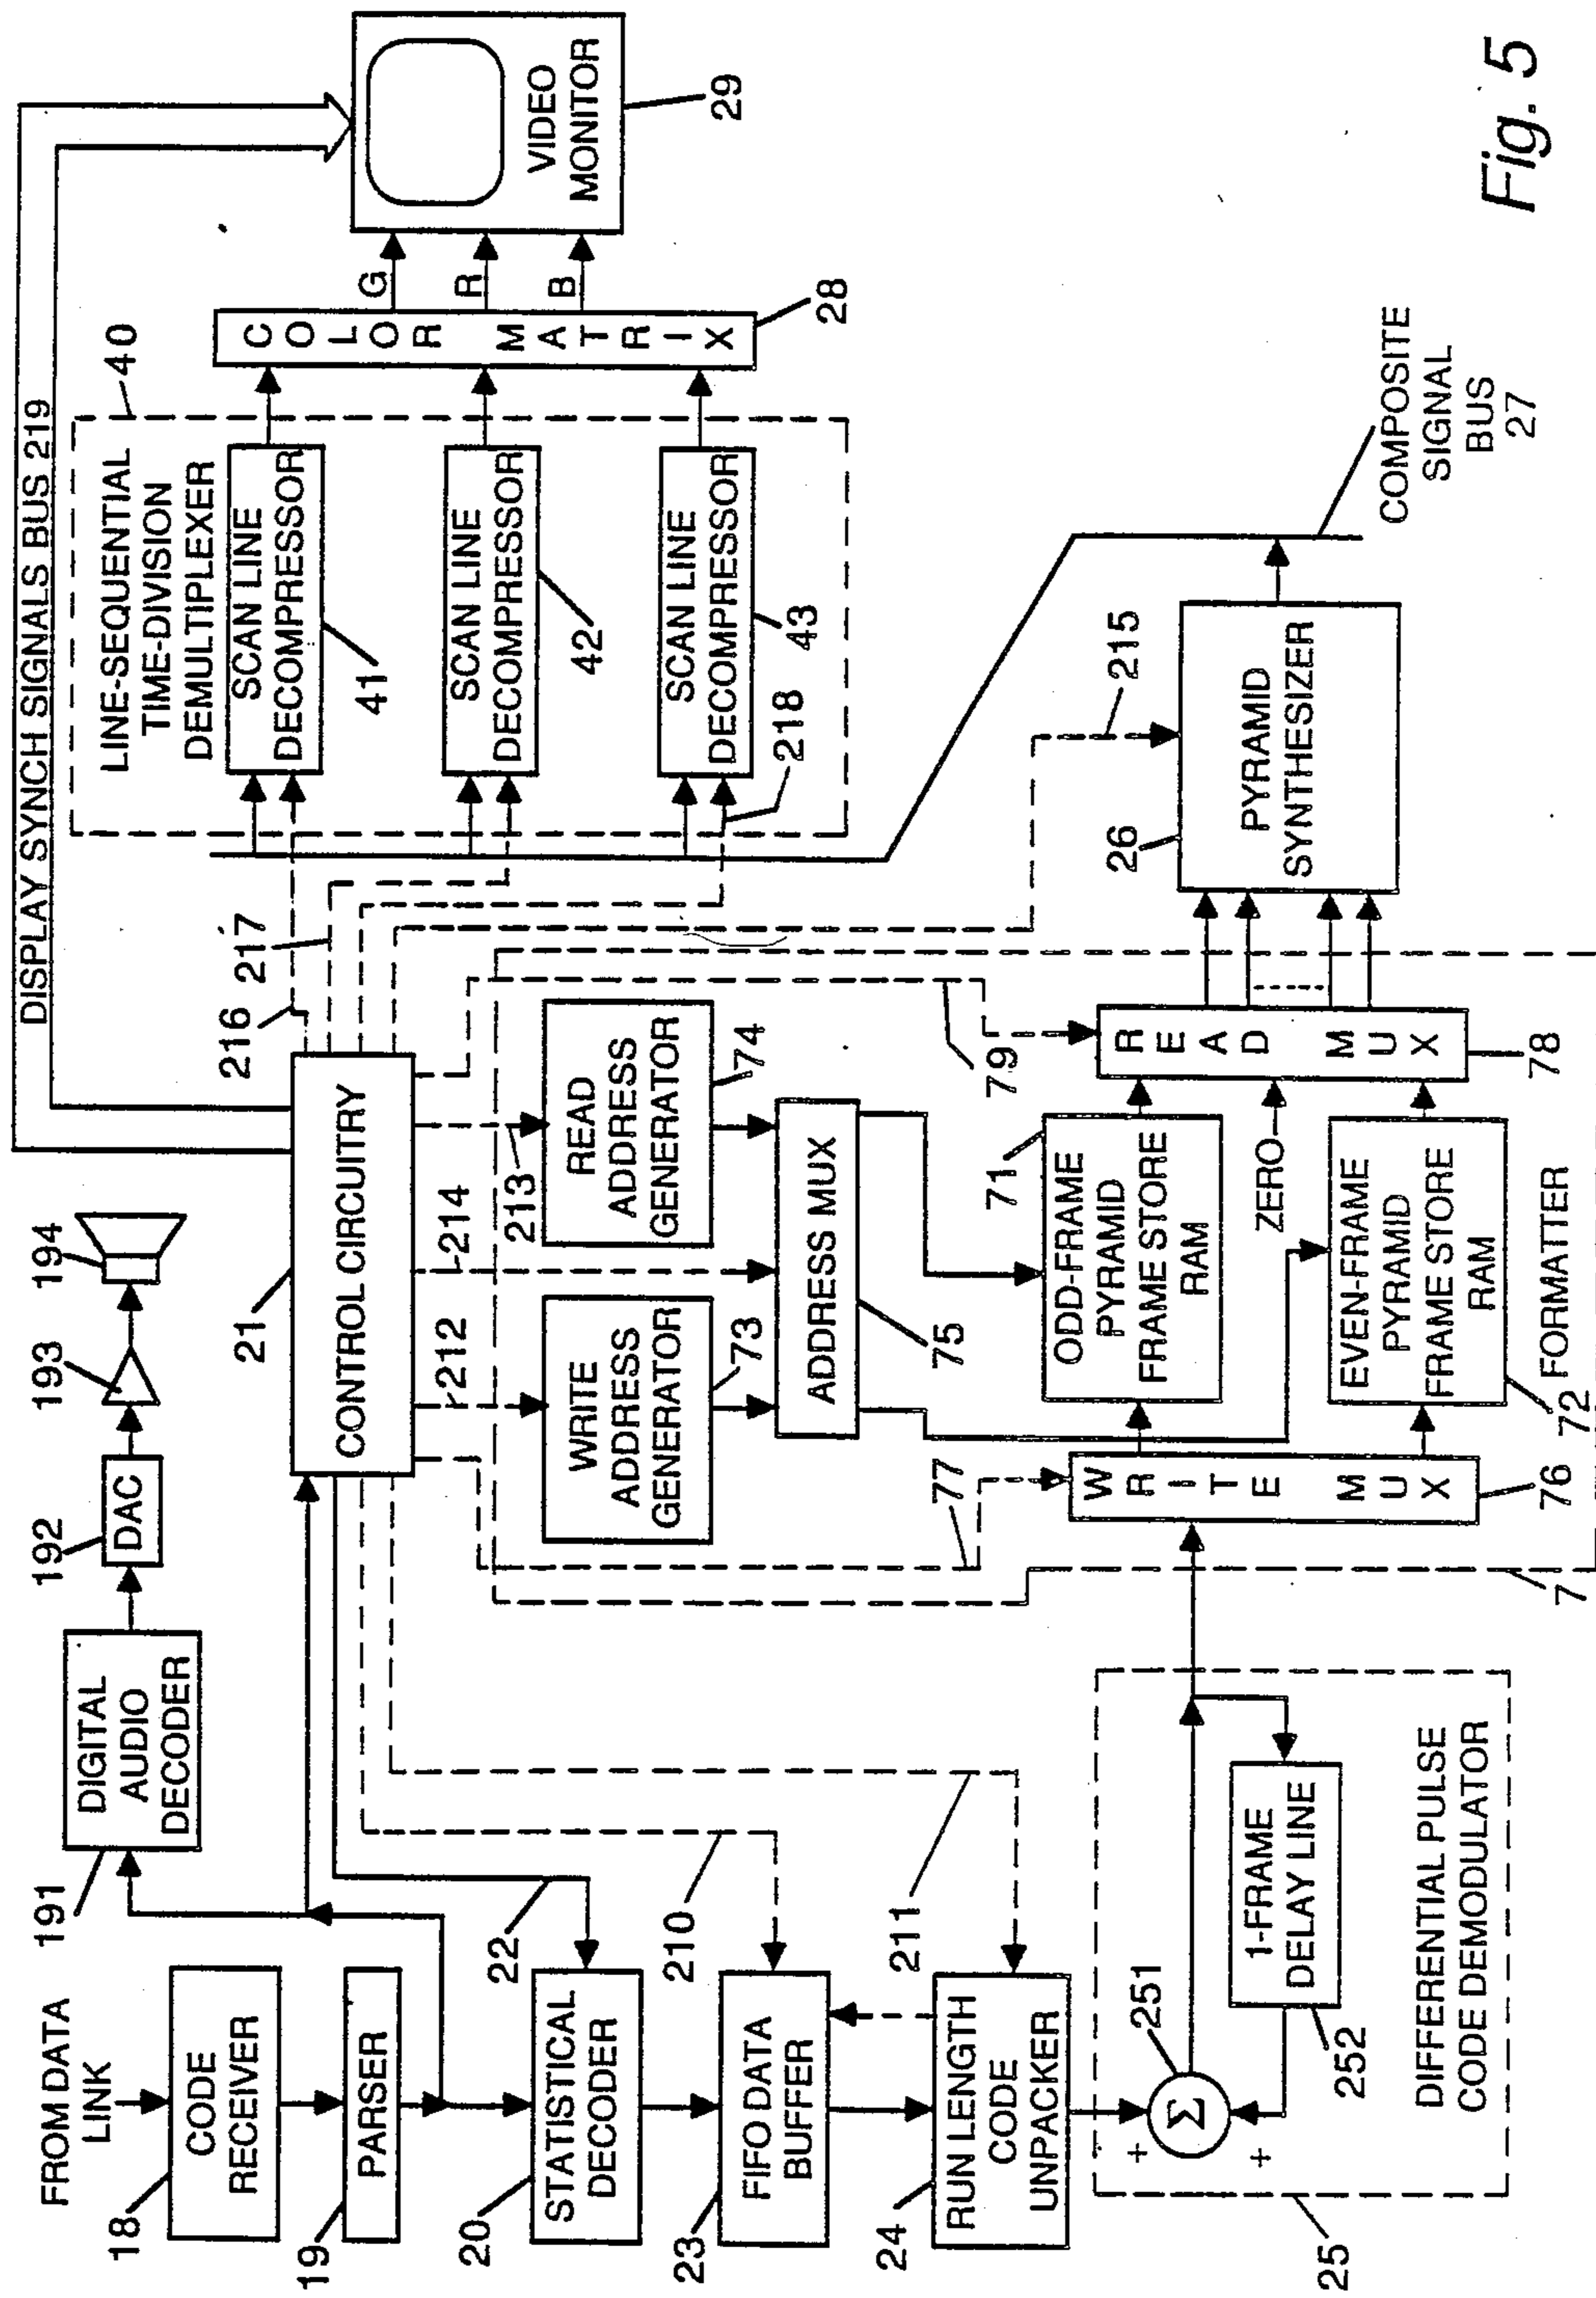 FROM DATA
LINK
18
CODE
RECEIVER
19
PARSER
20
STATISTICAL
DECODER
22
23
FIFO DATA
BUFFER
210
24
RUN LENGTH
CODE
UNPACKER
211
+
Σ
+
251
1-FRAME
DELAY LINE
252
25
DIFFERENTIAL PULSE
CODE DEMODULATOR
191
DIGITAL
AUDIO
DECODER
192
DAC
193
194
21
CONTROL CIRCUITRY
DISPLAY SYNCH SIGNALS BUS 219
212
214
213
WRITE
ADDRESS
GENERATOR
73
READ
ADDRESS
GENERATOR
74
ADDRESS MUX
75
77
79
WRITE MUX
76
71
ODD-FRAME
PYRAMID
FRAME STORE
RAM
ZERO
EVEN-FRAME
PYRAMID
FRAME STORE
RAM
72
FORMATTER
7
READ MUX
78
26
PYRAMID
SYNTHESIZER
215
216
217
218
LINE-SEQUENTIAL
TIME-DIVISION
DEMULTIPLEXER
40
SCAN LINE
DECOMPRESSOR
41
SCAN LINE
DECOMPRESSOR
42
SCAN LINE
DECOMPRESSOR
43
COLOR MATRIX
28
G
R
B
VIDEO
MONITOR
29
COMPOSITE
SIGNAL
BUS
27
Fig. 5